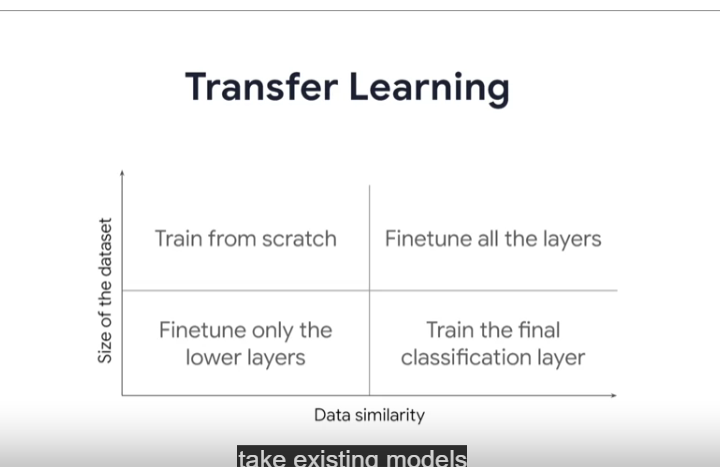 Transfer Learning
Size of the dataset
Train from scratch
Finetune all the layers
Finetune only the
lower layers
Train the final
classification layer
Data similarity
take existing models